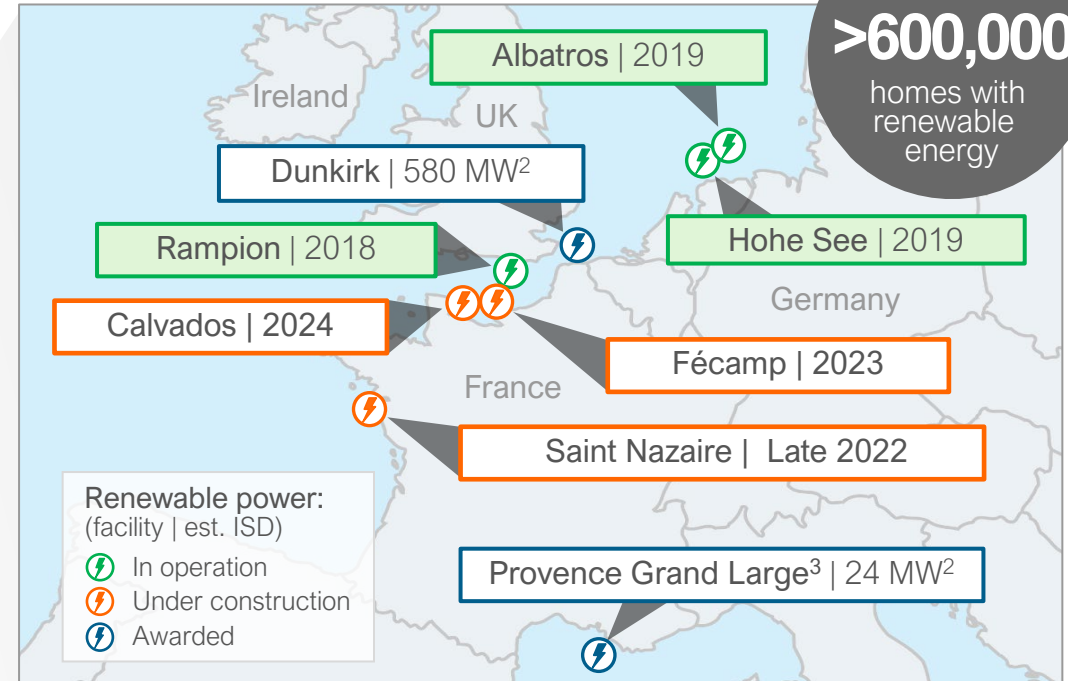 >600,000
homes with
renewable
energy
Albatros | 2019
Ireland
UK
Dunkirk | 580 MW²
Rampion | 2018
Hohe See | 2019
Germany
Calvados | 2024
Fécamp | 2023
France
Saint Nazaire | Late 2022
Renewable power:
(facility | est. ISD)
In operation
Under construction
Awarded
Provence Grand Large³ | 24 MW²